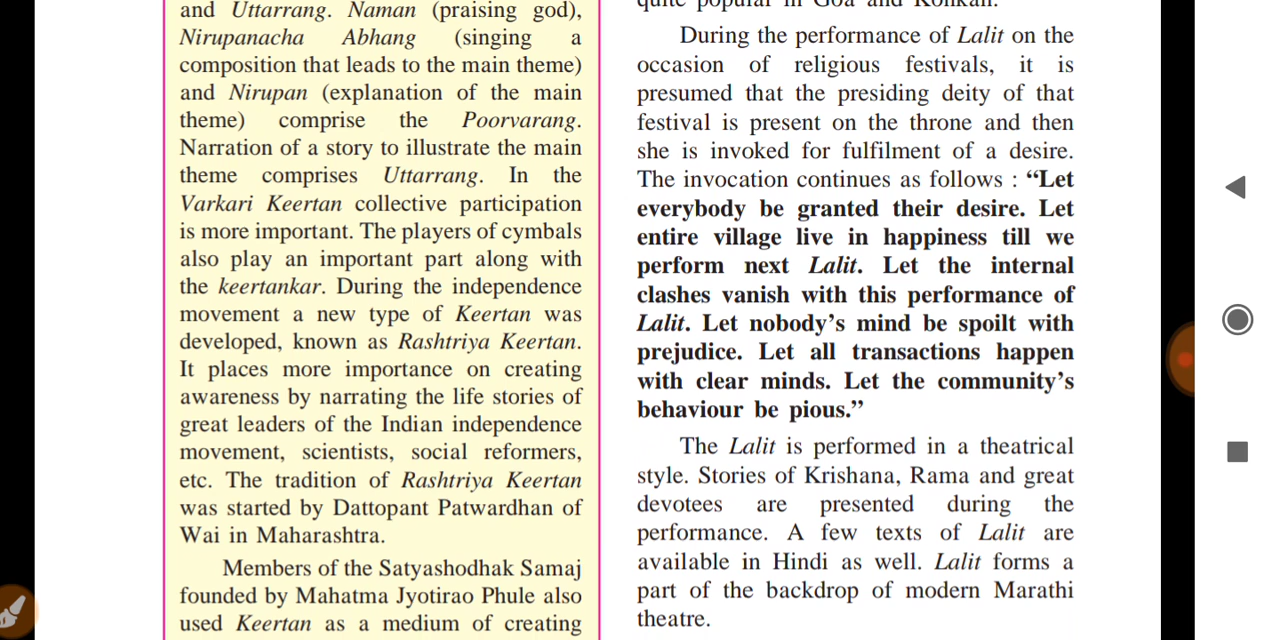 and Uttarrang. Naman (praising god),
Nirupanacha Abhang (singing a
composition that leads to the main theme)
and Nirupan (explanation of the main
theme) comprise the Poorvarang.
Narration of a story to illustrate the main
theme comprises Uttarrang. In the
Varkari Keertan collective participation
is more important. The players of cymbals
also play an important part along with
the keertankar. During the independence
movement a new type of Keertan was
developed, known as Rashtriya Keertan.
It places more importance on creating
awareness by narrating the life stories of
great leaders of the Indian independence
movement, scientists, social reformers,
etc. The tradition of Rashtriya Keertan
was started by Dattopant Patwardhan of
Wai in Maharashtra.
Members of the Satyashodhak Samaj
founded by Mahatma Jyotirao Phule also
used Keertan as a medium of creating
quite popular in Goa and Konkan.
During the performance of Lalit on the
occasion of religious festivals, it is
presumed that the presiding deity of that
festival is present on the throne and then
she is invoked for fulfilment of a desire.
The invocation continues as follows : “Let
everybody be granted their desire. Let
entire village live in happiness till we
perform next Lalit. Let the internal
clashes vanish with this performance of
Lalit. Let nobody’s mind be spoilt with
prejudice. Let all transactions happen
with clear minds. Let the community’s
behaviour be pious.”
The Lalit is performed in a theatrical
style. Stories of Krishana, Rama and great
devotees are presented during the
performance. A few texts of Lalit are
available in Hindi as well. Lalit forms a
part of the backdrop of modern Marathi
theatre.